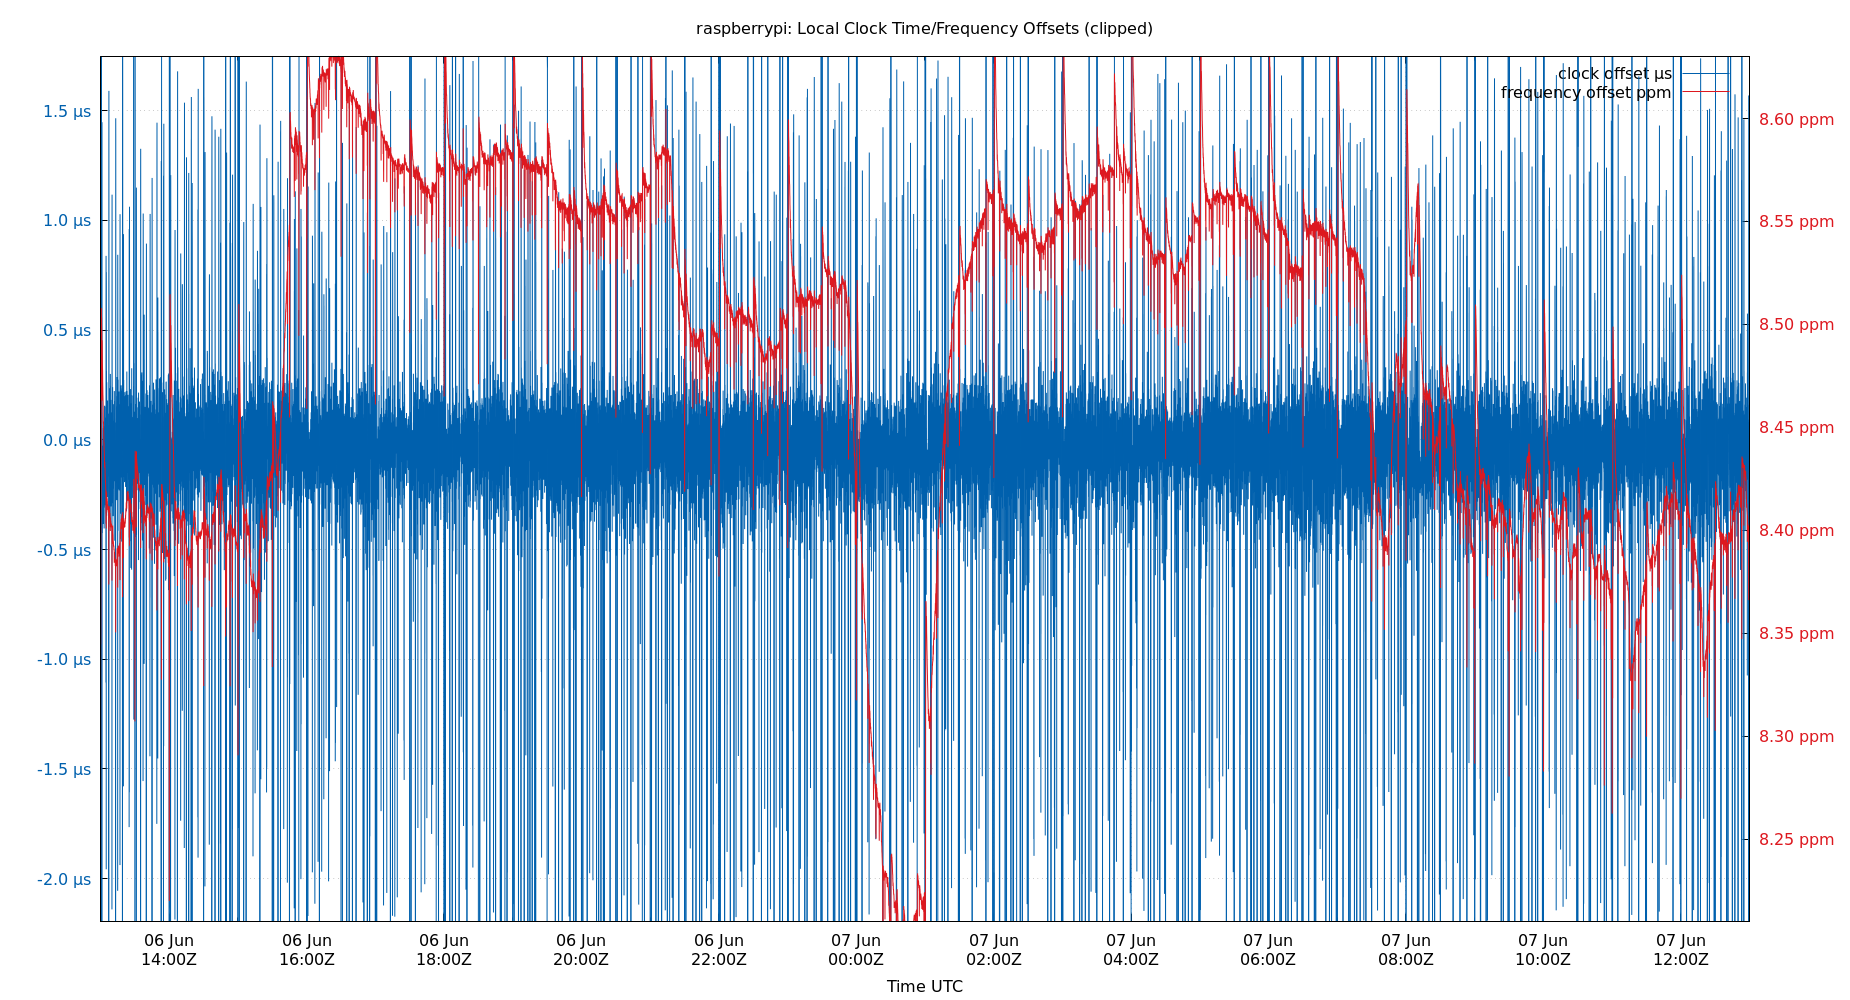 raspberrypi: Local Clock Time/Frequency Offsets (clipped)
clock offset µs
frequency offset ppm
1.5 µs
1.0 µs
0.5 µs
0.0 µs
-0.5 µs
-1.0 µs
-1.5 µs
-2.0 µs
8.60 ppm
8.55 ppm
8.50 ppm
8.45 ppm
8.40 ppm
8.35 ppm
8.30 ppm
8.25 ppm
06 Jun 06 Jun 06 Jun 06 Jun 06 Jun 07 Jun 07 Jun 07 Jun 07 Jun 07 Jun 07 Jun 07 Jun
14:00Z 16:00Z 18:00Z 20:00Z 22:00Z 00:00Z 02:00Z 04:00Z 06:00Z 08:00Z 10:00Z 12:00Z
Time UTC